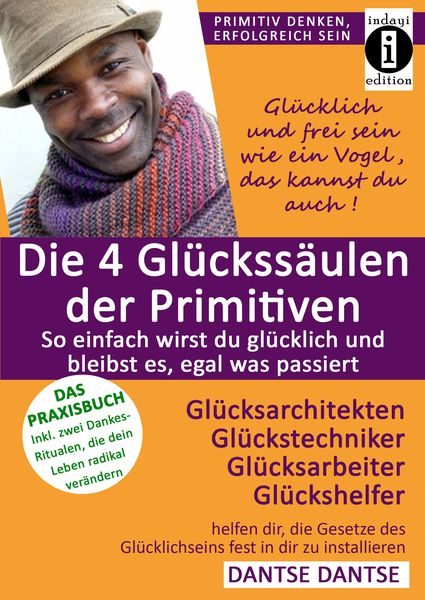 PRIMITIV DENKEN,
ERFOLGREICH SEIN
indayi
i
edition
Glücklich
und frei sein
wie ein Vogel,
das kannst du
auch!
Die 4 Glückssäulen
der Primitiven
So einfach wirst du glücklich und
bleibst es, egal was passiert
DAS
PRAXISBUCH
Inkl. zwei Dankes-
Ritualen, die dein
Leben radikal
verändern
Glücksarchitekten
Glückstechniker
Glücksarbeiter
Glückshelfer
helfen dir, die Gesetze des
Glücklichseins fest in dir zu installieren
DANTSE DANTSE